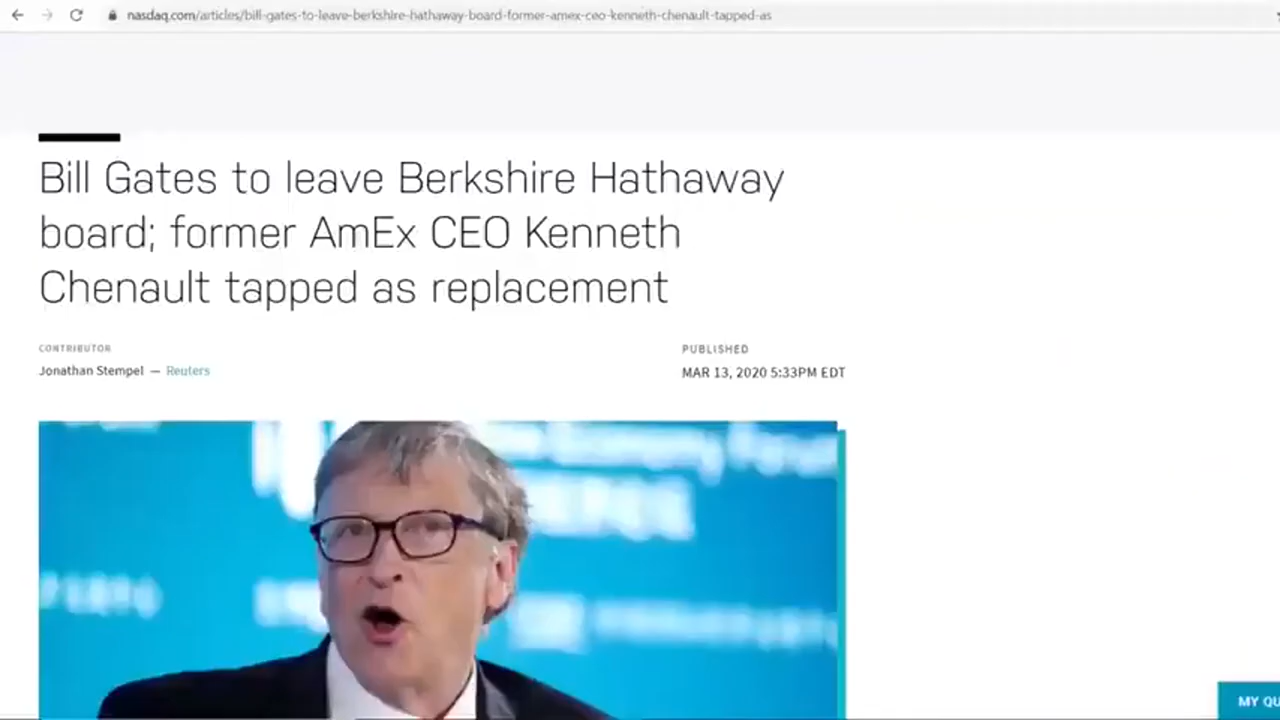 nasdaq.com/articles/bill-gates-to-leave-berkshire-hathaway-board-former-amex-ceo-kenneth-chenault-tapped-as
Bill Gates to leave Berkshire Hathaway
board; former AmEx CEO Kenneth
Chenault tapped as replacement
CONTRIBUTOR
Jonathan Stempel — Reuters
PUBLISHED
MAR 13, 2020 5:33PM EDT
Economy Forum
MY QU